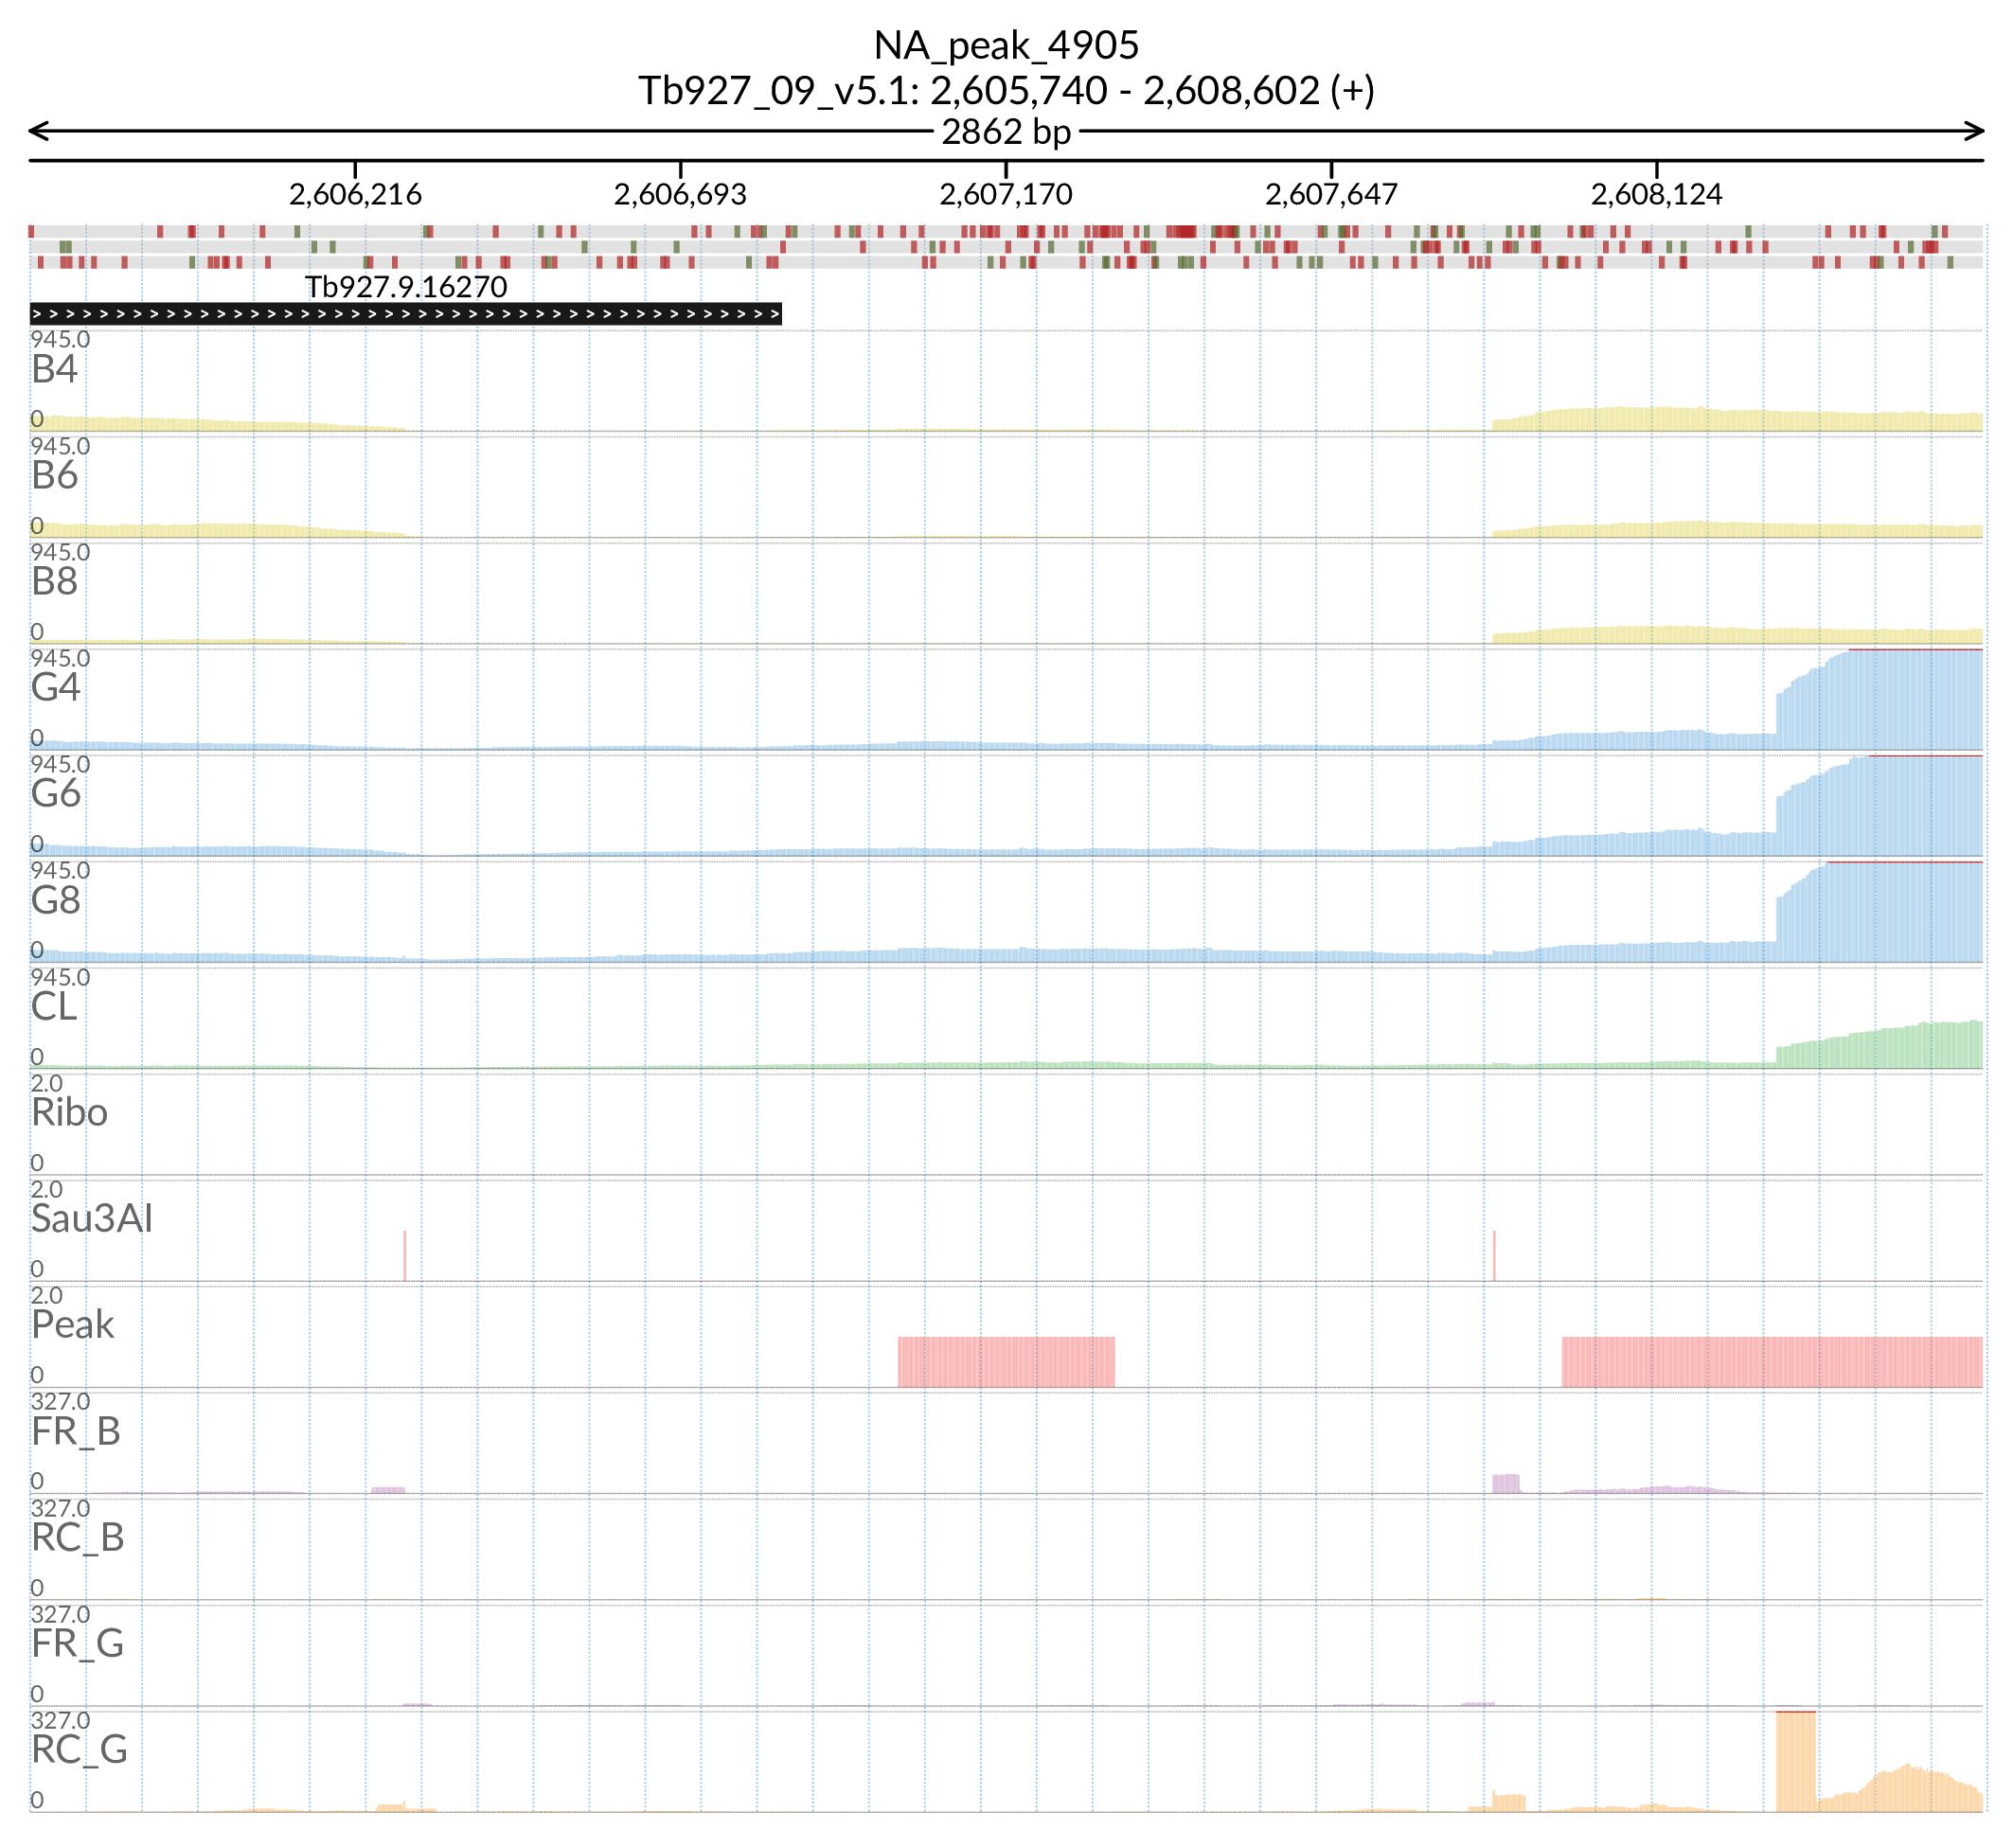 NA_peak_4905
Tb927_09_v5.1: 2,605,740 - 2,608,602 (+)
2862 bp
2,606,216 2,606,693 2,607,170 2,607,647 2,608,124
Tb927.9.16270
945.0
B4
0
945.0
B6
0
945.0
B8
0
945.0
G4
0
945.0
G6
0
945.0
G8
0
945.0
CL
0
2.0
Ribo
0
2.0
Sau3AI
0
2.0
Peak
0
327.0
FR_B
0
327.0
RC_B
0
327.0
FR_G
0
327.0
RC_G
0